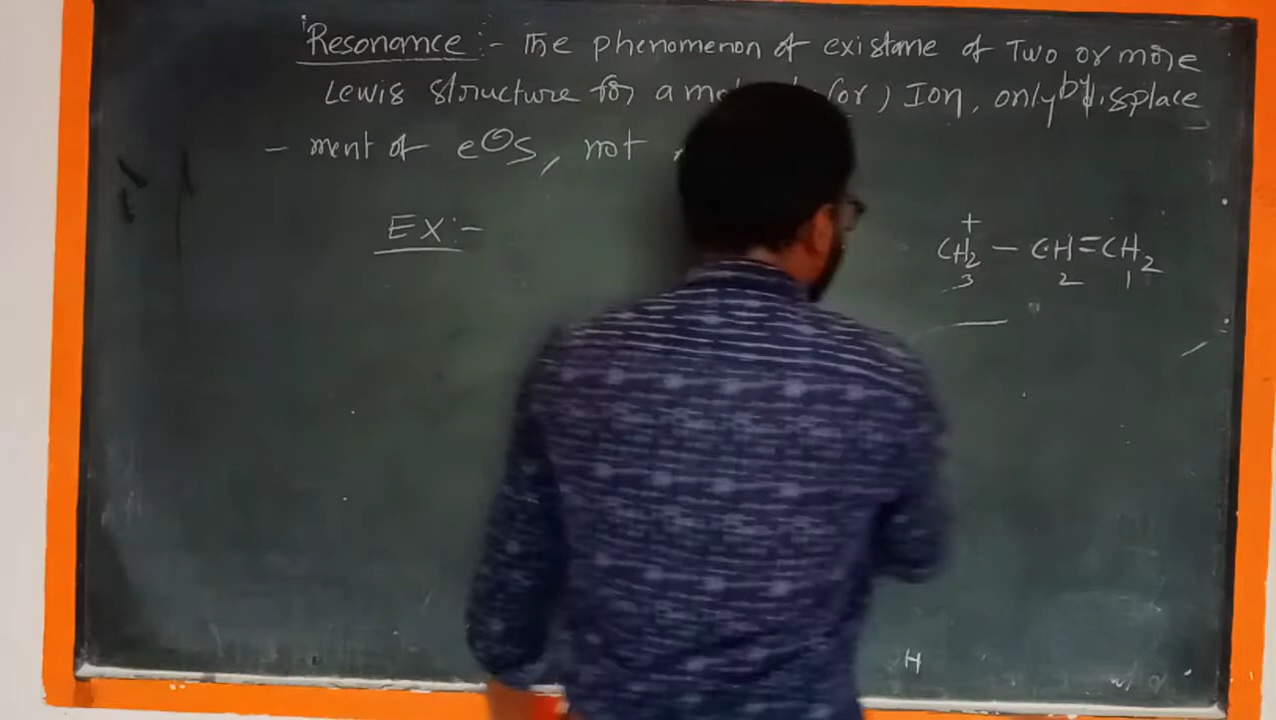 Resonance :- The phenomenon of existane of Two or more
Lewis structure for a (or) Ion, only by displace
- ment of e⊖s, not
EX:-
+
CH2 - CH=CH2
3 2 1
H